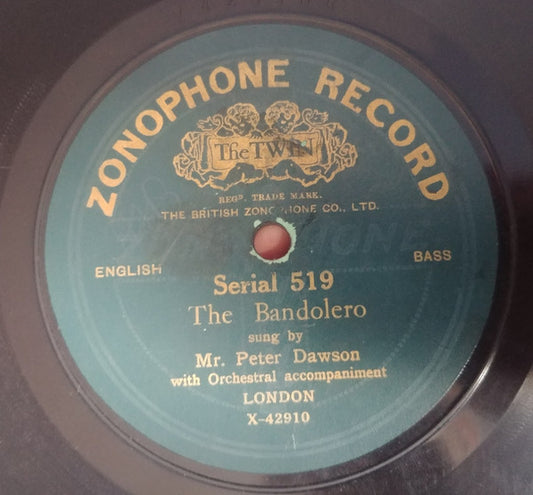 ZONOPHONE RECORD
The TWIN
REGD. TRADE MARK.
THE BRITISH ZONOPHONE CO., LTD.
ENGLISH
BASS
Serial 519
The Bandolero
sung by
Mr. Peter Dawson
with Orchestral accompaniment
LONDON
X-42910